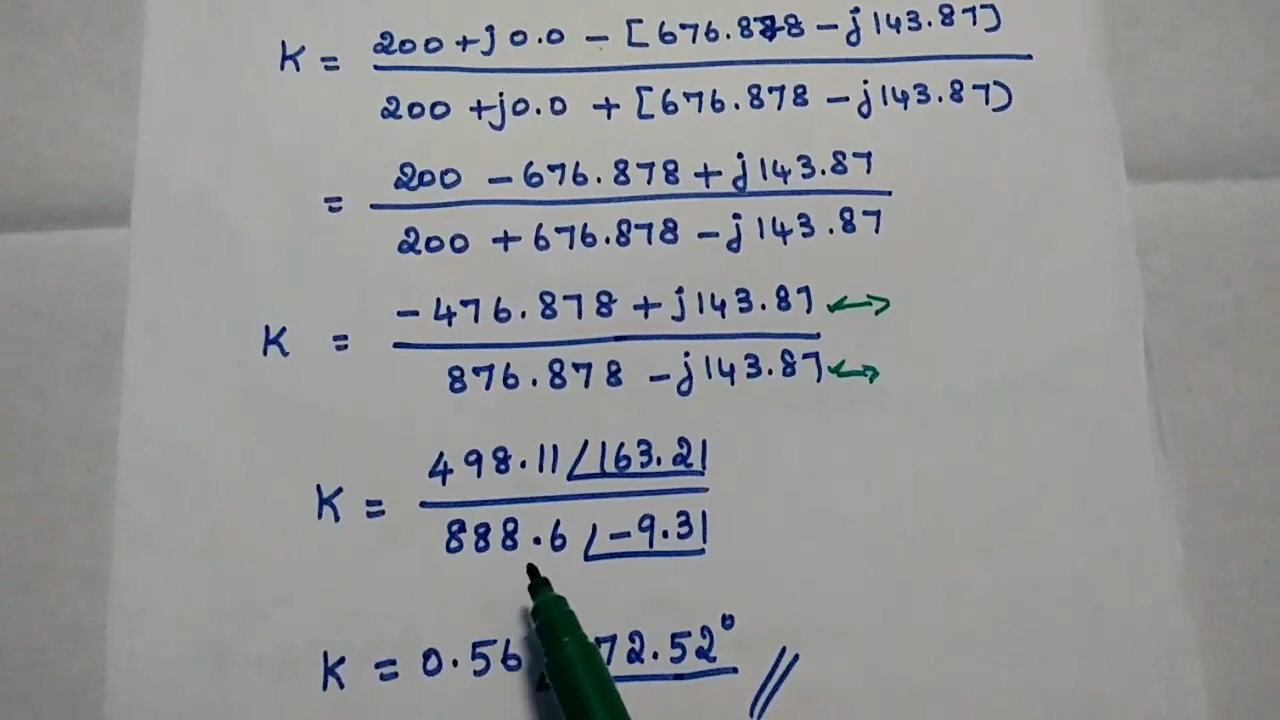 K = 200 + j0.0 - [676.878 - j143.87]
200 + j0.0 + [676.878 - j143.87]
= 200 - 676.878 + j143.87
200 + 676.878 - j143.87
K = -476.878 + j143.87
876.878 - j143.87
K = 498.11 ∠163.21
888.6 ∠-9.31
K = 0.56 72.52°